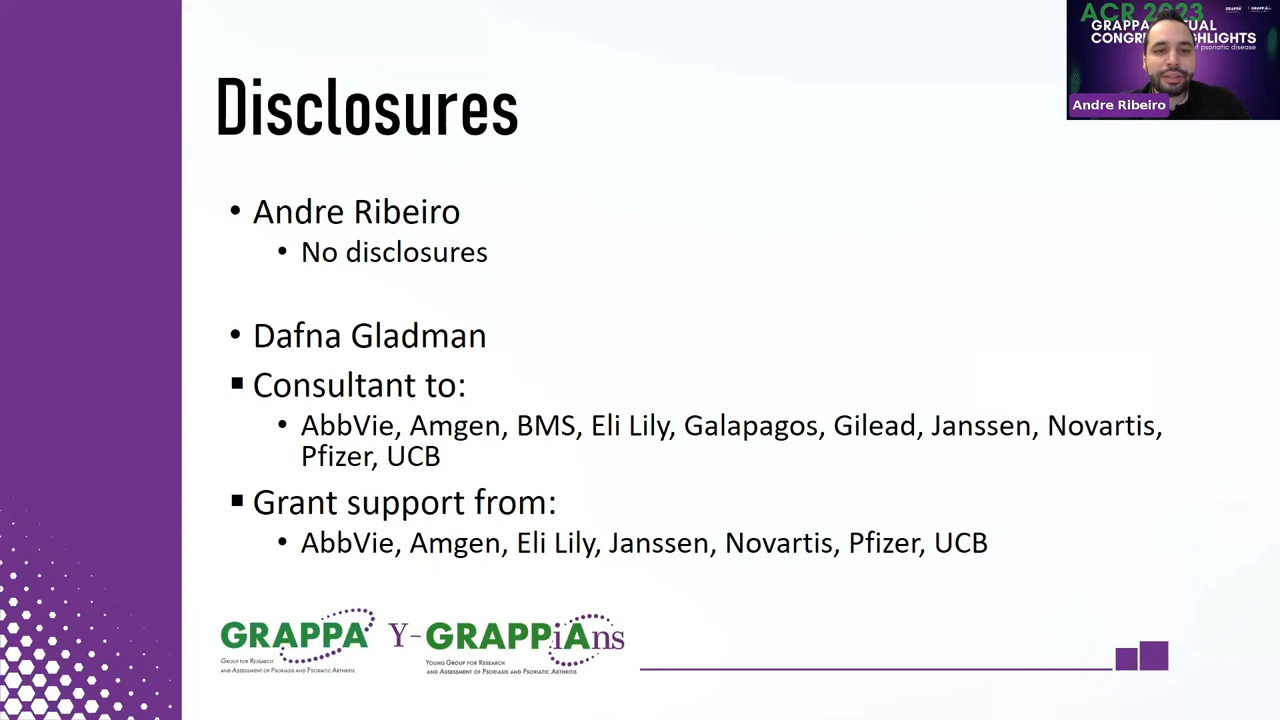 Disclosures
• Andre Ribeiro
• No disclosures
• Dafna Gladman
▪ Consultant to:
• AbbVie, Amgen, BMS, Eli Lily, Galapagos, Gilead, Janssen, Novartis,
Pfizer, UCB
▪ Grant support from:
• AbbVie, Amgen, Eli Lily, Janssen, Novartis, Pfizer, UCB
GRAPPA
Group for Research
and Assessment of Psoriasis and Psoriatic Arthritis
Y-GRAPPiAns
Young Group for Research
and Assessment of Psoriasis and Psoriatic Arthritis
ACR 2023
GRAPPA
UAL
CONGR
HLIGHTS
of psoriatic disease
Andre Ribeiro